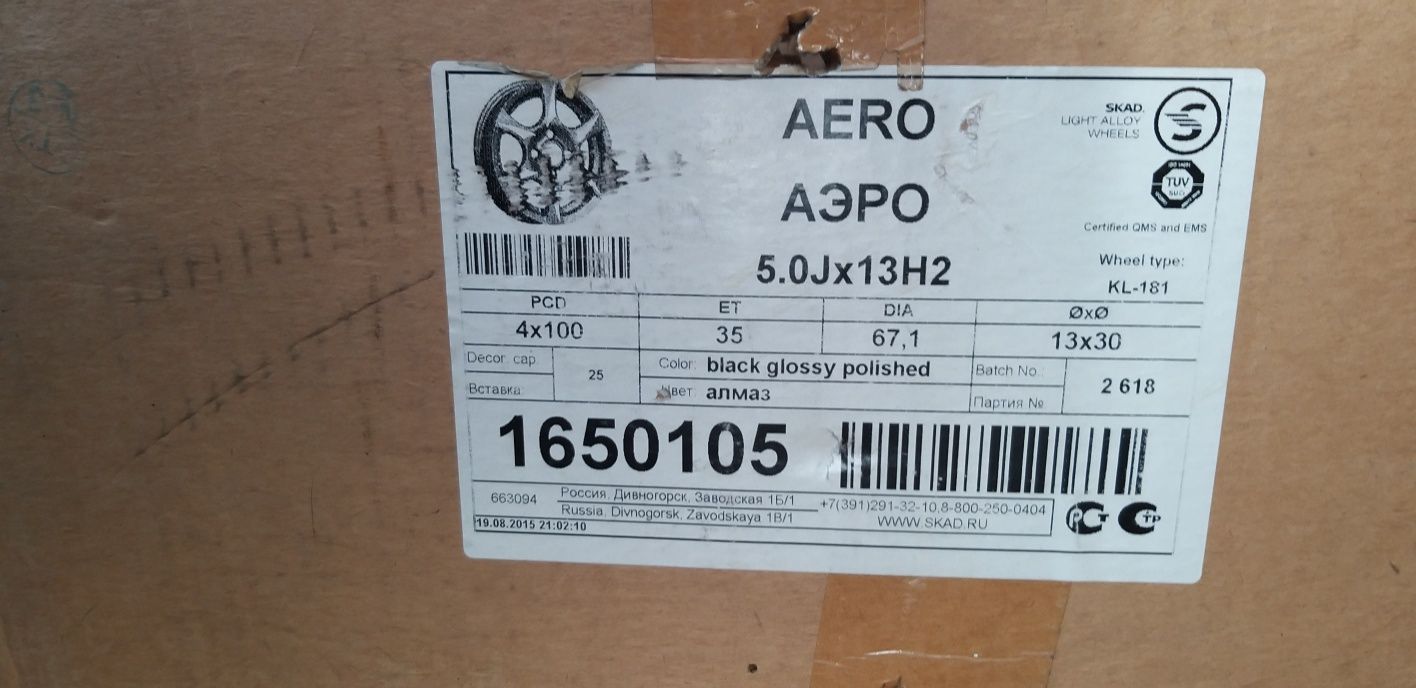 AERO
SKAD.
LIGHT ALLOY
WHEELS
TUV
SUD
АЭРО
Certified QMS and EMS
5.0Jx13H2
Wheel type:
KL-181
PCD ET DIA ØxØ
4x100 35 67,1 13x30
Decor. cap. 25 Color: black glossy polished Batch No.: 2 618
Вставка: Цвет: алмаз Партия №
1650105
663094 Россия, Дивногорск, Заводская 1Б/1
Russia, Divnogorsk, Zavodskaya 1B/1
+7(391)291-32-10,8-800-250-0404
WWW.SKAD.RU
19.08.2015 21:02:10
РСТ
СТР